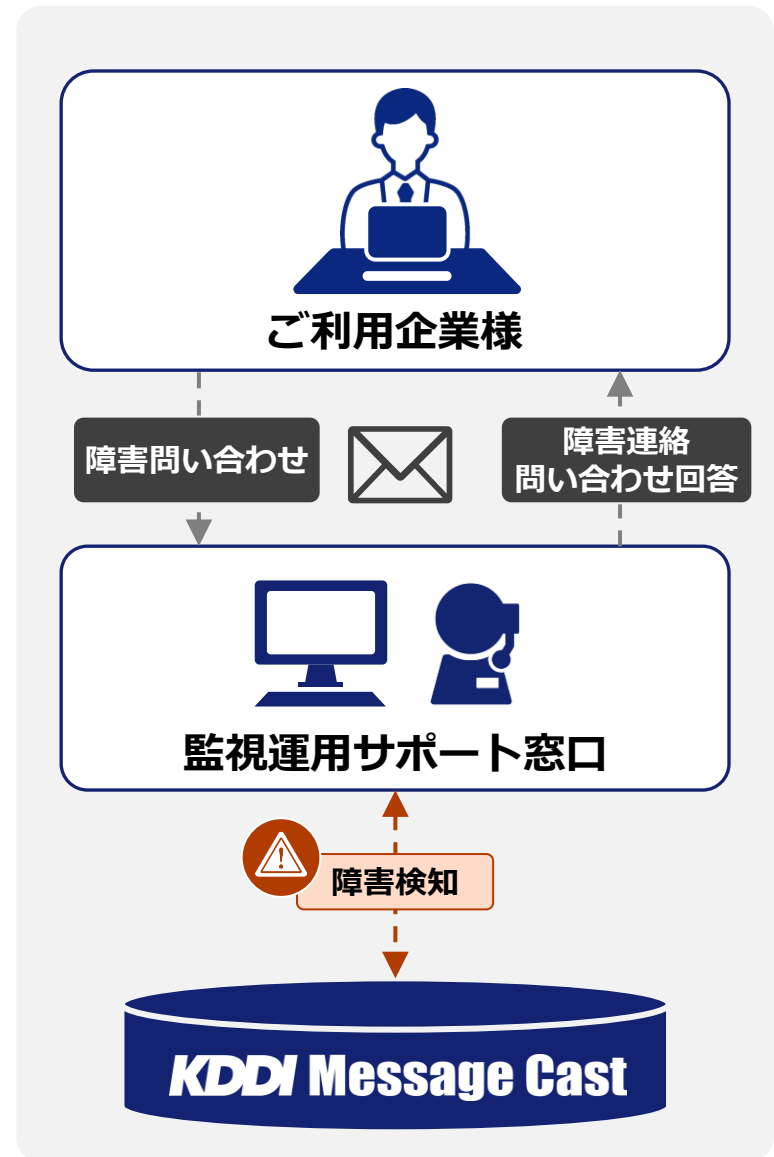 ご利用企業様
障害問い合わせ
障害連絡
問い合わせ回答
監視運用サポート窓口
障害検知
KDDI Message Cast